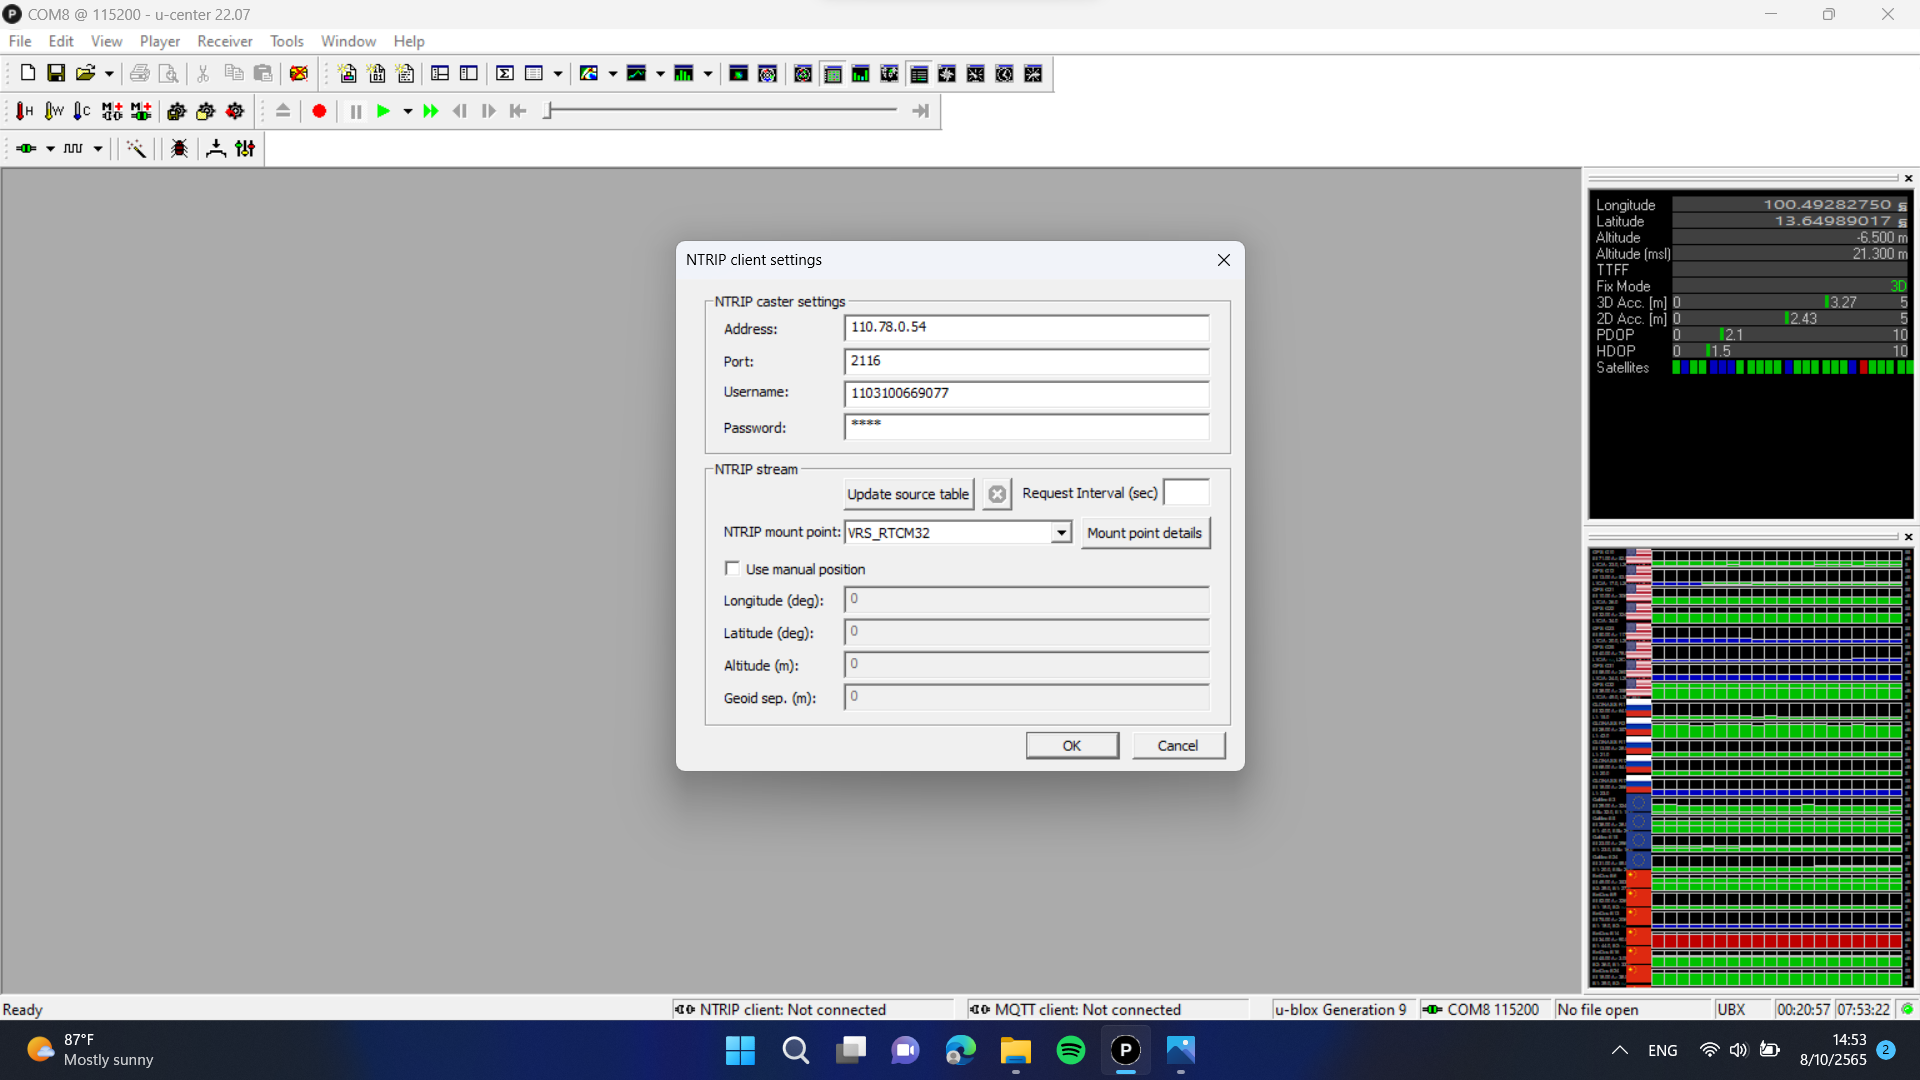 COM8 @ 115200 - u-center 22.07
File Edit View Player Receiver Tools Window Help
Longitude 100.49282750
Latitude 13.64989017
Altitude -6.500 m
Altitude (msl) 21.300 m
TTFF
Fix Mode 3D
3D Acc. [m] 0 3.27 5
2D Acc. [m] 0 2.43 5
PDOP 0 2.1 10
HDOP 0 1.5 10
Satellites
NTRIP client settings
NTRIP caster settings
Address: 110.78.0.54
Port: 2116
Username: 1103100669077
Password: ****
NTRIP stream
Update source table Request Interval (sec)
NTRIP mount point: VRS_RTCM32 Mount point details
Use manual position
Longitude (deg): 0
Latitude (deg): 0
Altitude (m): 0
Geoid sep. (m): 0
OK Cancel
Ready NTRIP client: Not connected MQTT client: Not connected u-blox Generation 9 COM8 115200 No file open UBX 00:20:57 07:53:22
87°F
Mostly sunny
ENG
14:53
8/10/2565
2